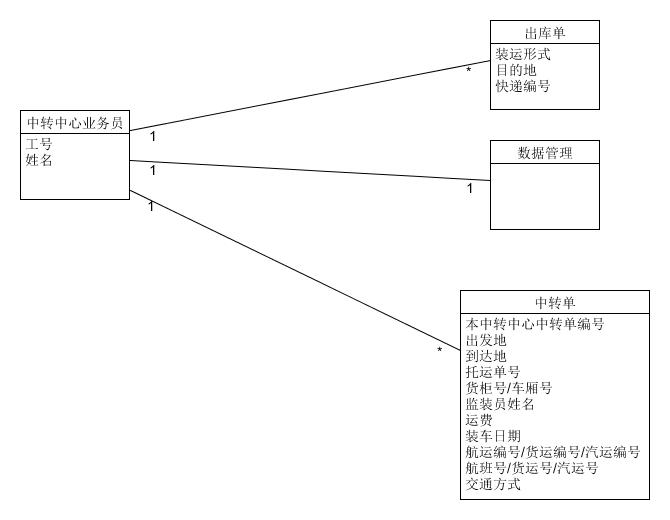 出库单
装运形式
目的地
*
快递编号
中转中心业务员
1
工号
姓名
数据管理
1
1
1
中转单
本中转中心中转单编号
出发地
*
到达地
托运单号
货柜号/车厢号
监装员姓名
运费
装车日期
航运编号/货运编号/汽运编号
航班号/货运号/汽运号
交通方式